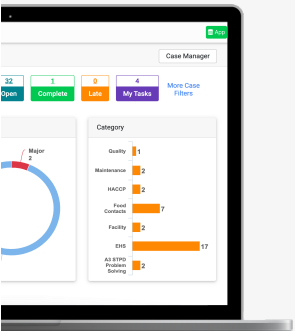 App
Case Manager
32
Open
1
Complete
0
Late
4
My Tasks
More Case
Filters
Major
2
Category
Quality
1
Maintenance
2
HACCP
2
Food
Contacts
7
Facility
2
EHS
17
A3 STPD
Problem
Solving
2